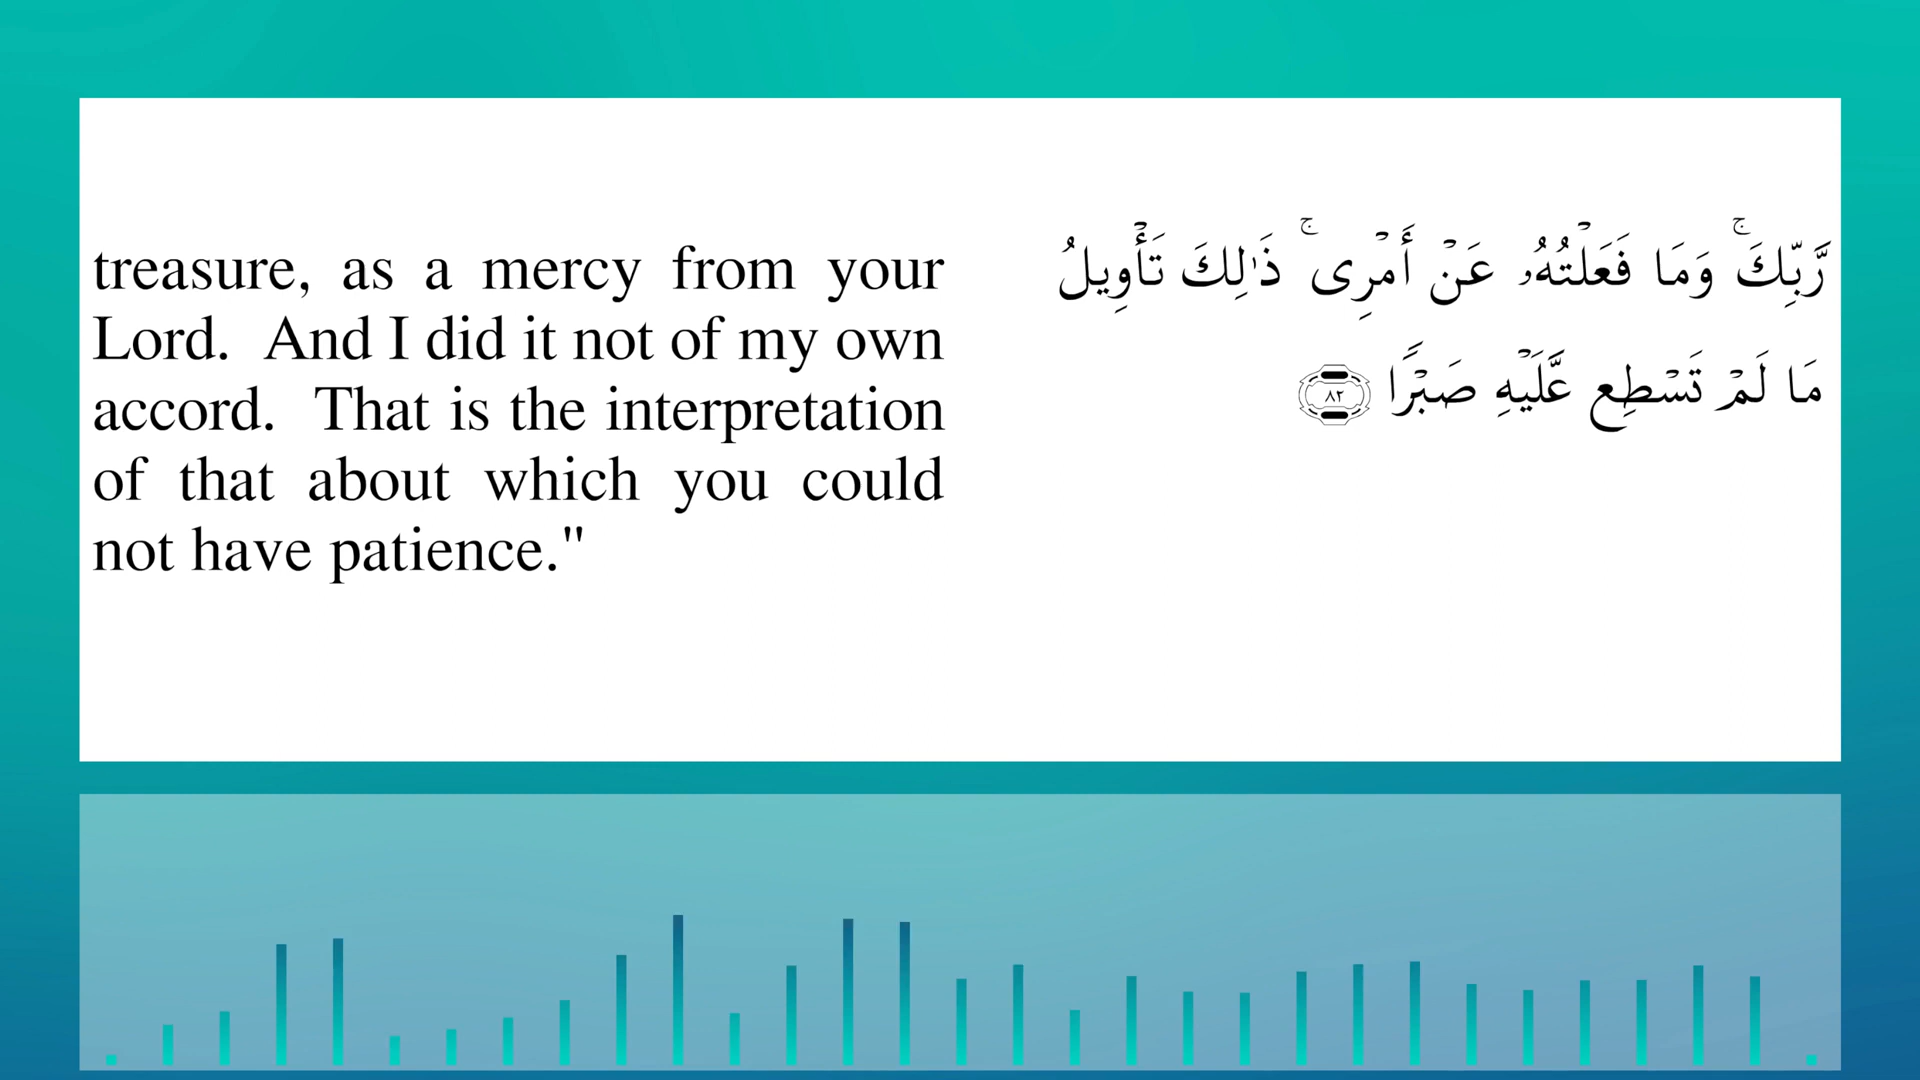 treasure, as a mercy from your
Lord. And I did it not of my own
accord. That is the interpretation
of that about which you could
not have patience."
رَّبِّكَ ۚ وَمَا فَعَلْتُهُۥ عَنْ أَمْرِى ۚ ذَٰلِكَ تَأْوِيلُ
مَا لَمْ تَسْطِع عَّلَيْهِ صَبْرًا ٨٢